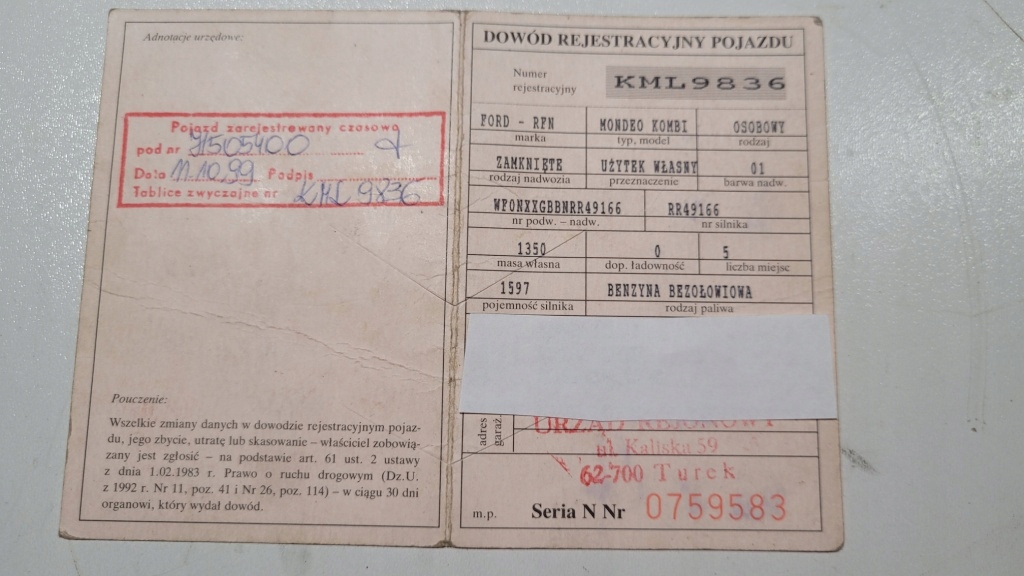 Adnotacje urzędowe:
Pojazd zarejestrowany czasowo
pod nr
Data 11.10.99 Podpis
Tablice zwyczajne nr KML 9836
Pouczenie:
Wszelkie zmiany danych w dowodzie rejestracyjnym pojaz-
du, jego zbycie, utratę lub skasowanie – właściciel zobowią-
zany jest zgłosić – na podstawie art. 61 ust. 2 ustawy
z dnia 1.02.1983 r. Prawo o ruchu drogowym (Dz.U.
z 1992 r. Nr 11, poz. 41 i Nr 26, poz. 114) – w ciągu 30 dni
organowi, który wydał dowód.
DOWÓD REJESTRACYJNY POJAZDU
Numer
rejestracyjny
KML9836
FORD - RFN MONDEO KOMBI OSOBOWY
marka typ, model rodzaj
ZAMKNIĘTE UŻYTEK WŁASNY 01
rodzaj nadwozia przeznaczenie barwa nadw.
WFONXXGBBNRR49166 RR49166
nr podw. – nadw. nr silnika
1350 0 5
masa własna dop. ładowność liczba miejsc
1597 BENZYNA BEZOŁOWIOWA
pojemność silnika rodzaj paliwa
adres
garaż.
URZĄD REJONOWY
ul. Kaliska 59
62-700 Turek
m.p. Seria N Nr 0759583